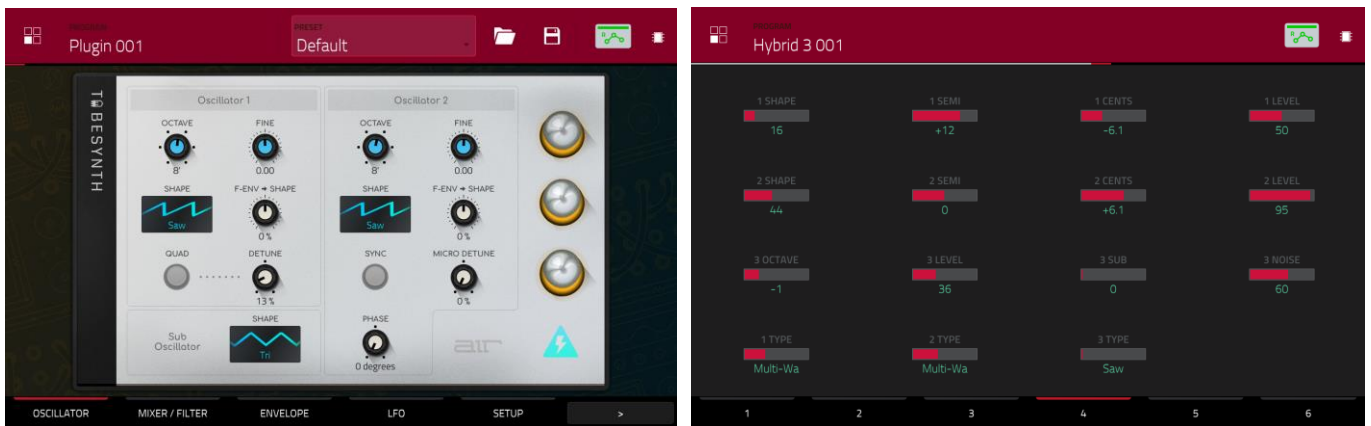 PROGRAM
Plugin 001
PRESET
Default
TUBESYNTH
Oscillator 1
Oscillator 2
OCTAVE FINE OCTAVE FINE
8' 0.00 8' 0.00
SHAPE F-ENV → SHAPE SHAPE F-ENV → SHAPE
Saw 0 % Saw 0 %
QUAD DETUNE SYNC MICRO DETUNE
13 % 0 %
Sub Oscillator
SHAPE
Tri
PHASE
0 degrees
air
OSCILLATOR MIXER / FILTER ENVELOPE LFO SETUP >
PROGRAM
Hybrid 3 001
1 SHAPE 1 SEMI 1 CENTS 1 LEVEL
16 +12 -6.1 50
2 SHAPE 2 SEMI 2 CENTS 2 LEVEL
44 0 +6.1 95
3 OCTAVE 3 LEVEL 3 SUB 3 NOISE
-1 36 0 60
1 TYPE 2 TYPE 3 TYPE
Multi-Wa Multi-Wa Saw
1 2 3 4 5 6